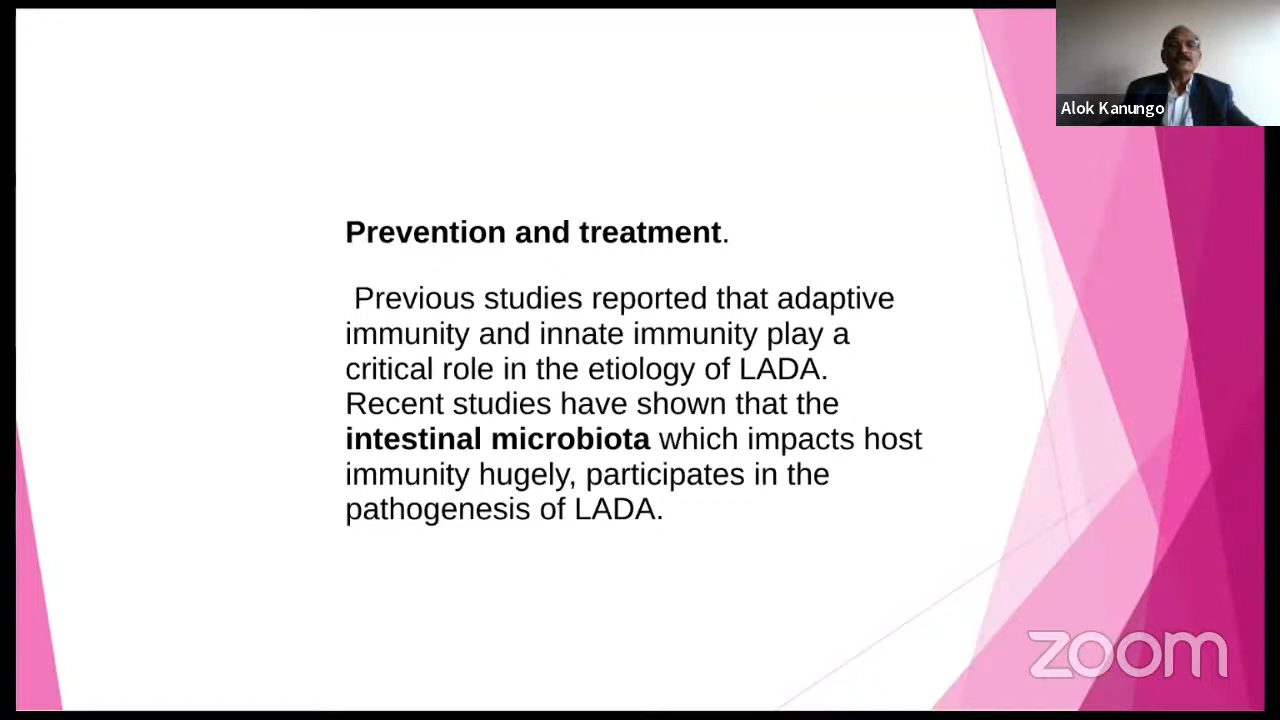 Alok Kanungo
Prevention and treatment.
Previous studies reported that adaptive
immunity and innate immunity play a
critical role in the etiology of LADA.
Recent studies have shown that the
intestinal microbiota which impacts host
immunity hugely, participates in the
pathogenesis of LADA.
zoom